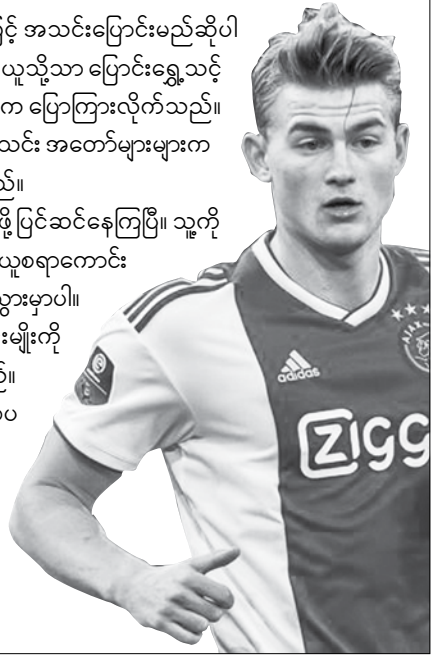 အသင်းပြောင်းမည်ဆိုပါ
ယူသို့သာ ပြောင်းရွှေ့သင့်
က ပြောကြားလိုက်သည်။
သင်း အတော်များများက
ည်။
ဖို့ ပြင်ဆင်နေကြပြီ။ သူ့ကို
ယူစရာကောင်း
သွားမှာပါ။
းမျိုးကို
ည်။
adidas
ZIGG